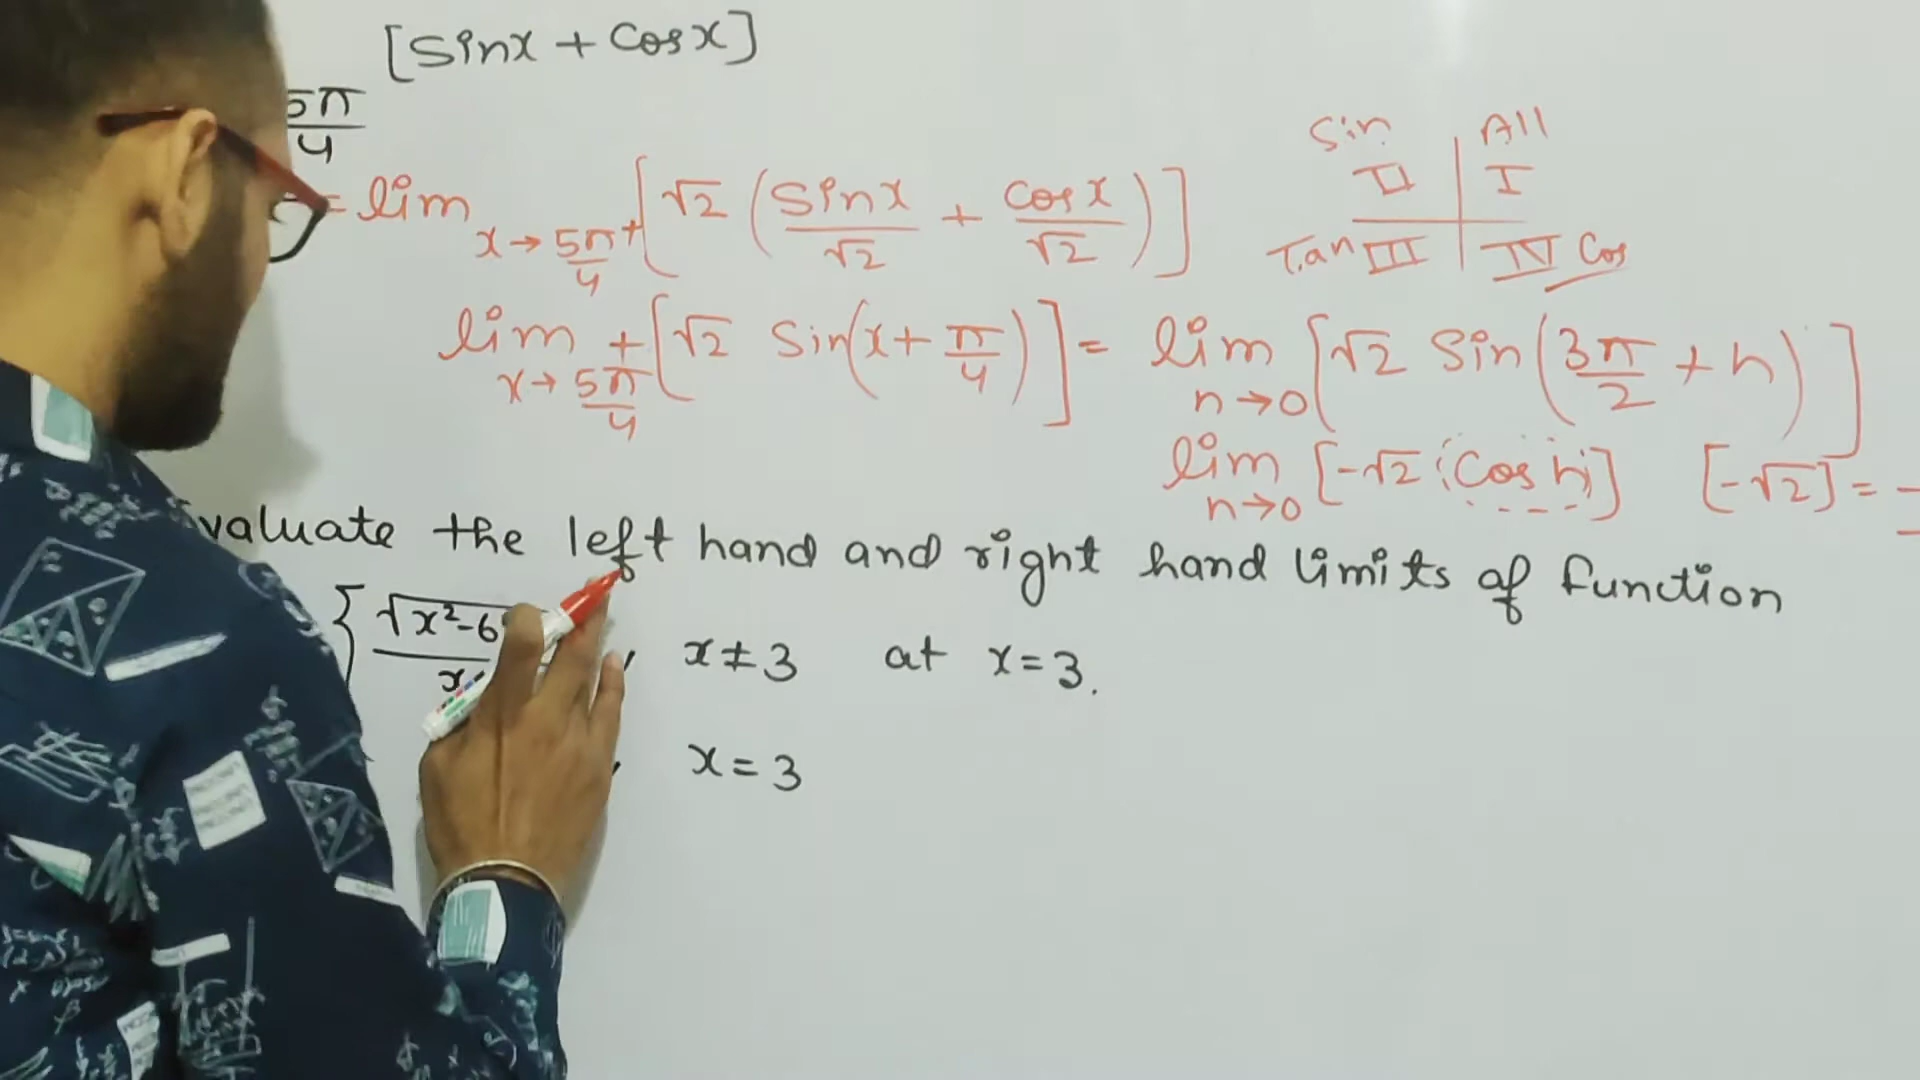 [Sinx + Cosx]
5π/4
= lim x→5π/4+ [√2 (Sinx/√2 + Cosx/√2)]
Sin All
II I
Tan III IV Cos
lim x→5π/4+ [√2 Sin(x+π/4)] = lim h→0 [√2 Sin(3π/2 + h)]
lim h→0 [-√2 (Cos h)] [-√2] = -
valuate the left hand and right hand limits of function
{ √x²-6 / x , x≠3 at x=3.
, x=3